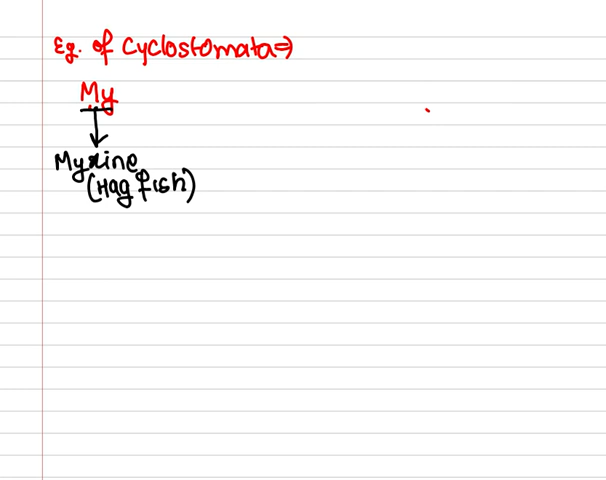 Eg. of Cyclostomata ⇒
My
Myxine
(Hag fish)